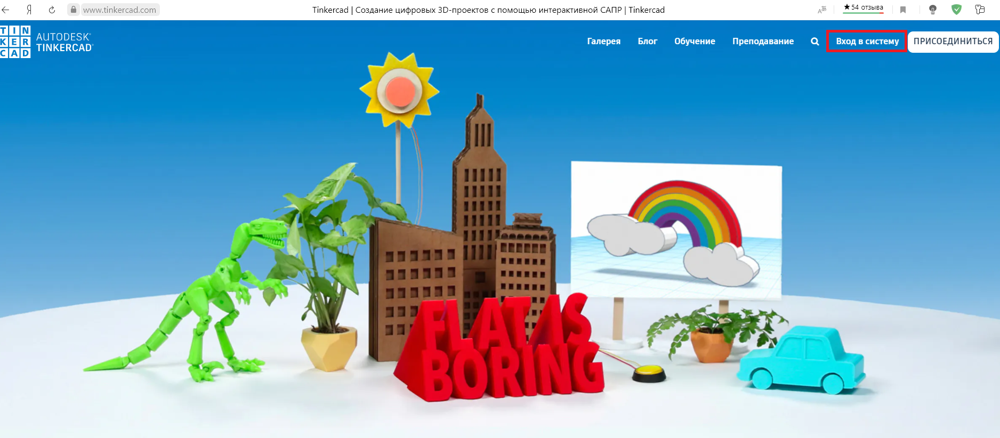 Я
www.tinkercad.com
Tinkercad | Создание цифровых 3D-проектов с помощью интерактивной САПР | Tinkercad
★54 отзыва
TIN
KER
CAD
AUTODESK®
TINKERCAD®
Галерея
Блог
Обучение
Преподавание
Вход в систему
ПРИСОЕДИНИТЬСЯ
FLAT IS
BORING